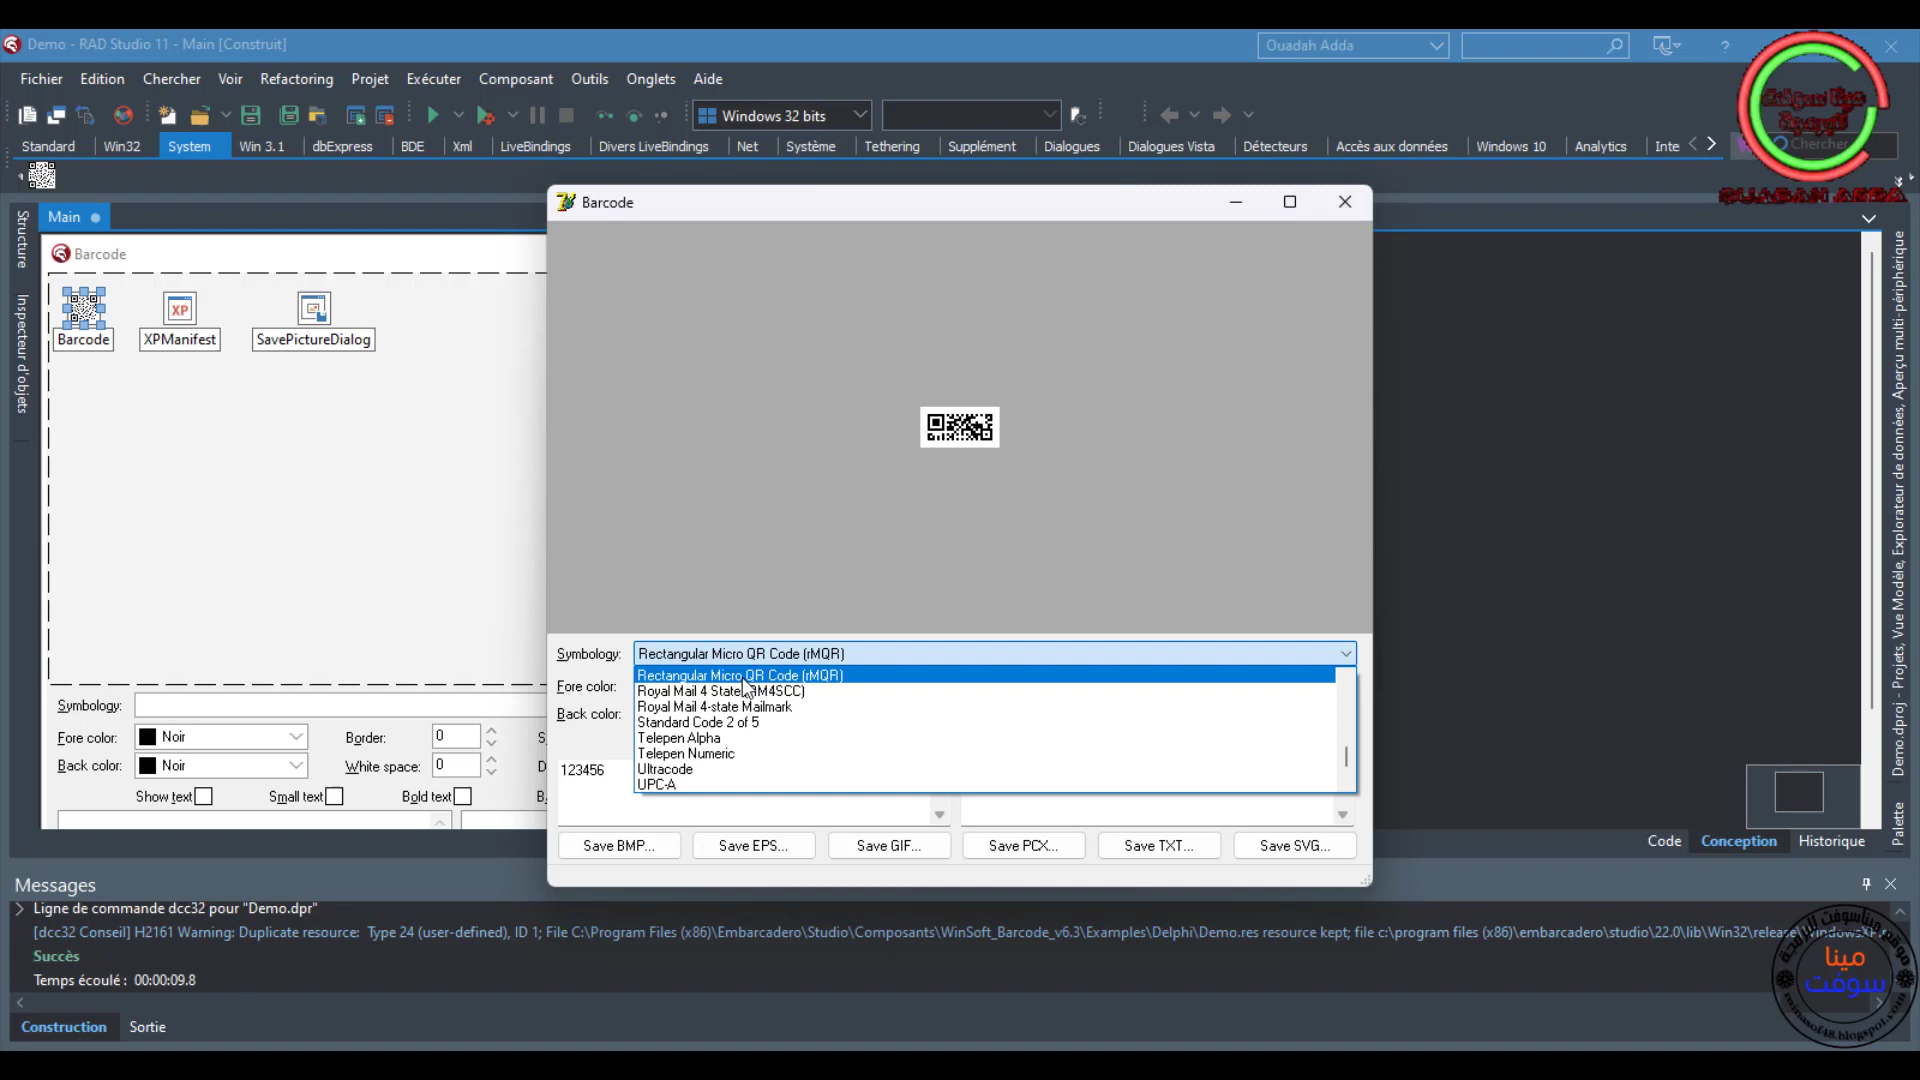 Demo - RAD Studio 11 - Main [Construit]
Ouadah Adda
?
Fichier Edition Chercher Voir Refactoring Projet Exécuter Composant Outils Onglets Aide
Windows 32 bits
Standard Win32 System Win 3.1 dbExpress BDE Xml LiveBindings Divers LiveBindings Net Système Tethering Supplément Dialogues Dialogues Vista Détecteurs Accès aux données Windows 10 Analytics Inte
Chercher
OUADAH ADDA
Structure
Inspecteur d'objets
Main
Barcode
XP
Barcode XPManifest SavePictureDialog
Symbology:
Fore color: Noir Border: 0
Back color: Noir White space: 0
Show text Small text Bold text
Barcode
Symbology: Rectangular Micro QR Code (rMQR)
Fore color:
Back color:
Rectangular Micro QR Code (rMQR)
Royal Mail 4 State (RM4SCC)
Royal Mail 4-state Mailmark
Standard Code 2 of 5
Telepen Alpha
Telepen Numeric
Ultracode
UPC-A
123456
Save BMP... Save EPS... Save GIF... Save PCX... Save TXT... Save SVG...
Demo.dproj - Projets, Vue Modèle, Explorateur de données, Aperçu multi-périphérique
Palette
Code Conception Historique
Messages
Ligne de commande dcc32 pour "Demo.dpr"
[dcc32 Conseil] H2161 Warning: Duplicate resource: Type 24 (user-defined), ID 1; File C:\Program Files (x86)\Embarcadero\Studio\Composants\WinSoft_Barcode_v6.3\Examples\Delphi\Demo.res resource kept; file c:\program files (x86)\embarcadero\studio\22.0\lib\Win32\release\WindowsXP.r
Succès
Temps écoulé : 00:00:09.8
Construction Sortie
موقع ميناسوفت للبرامج
مينا
سوفت
minasof48.blogspot.com